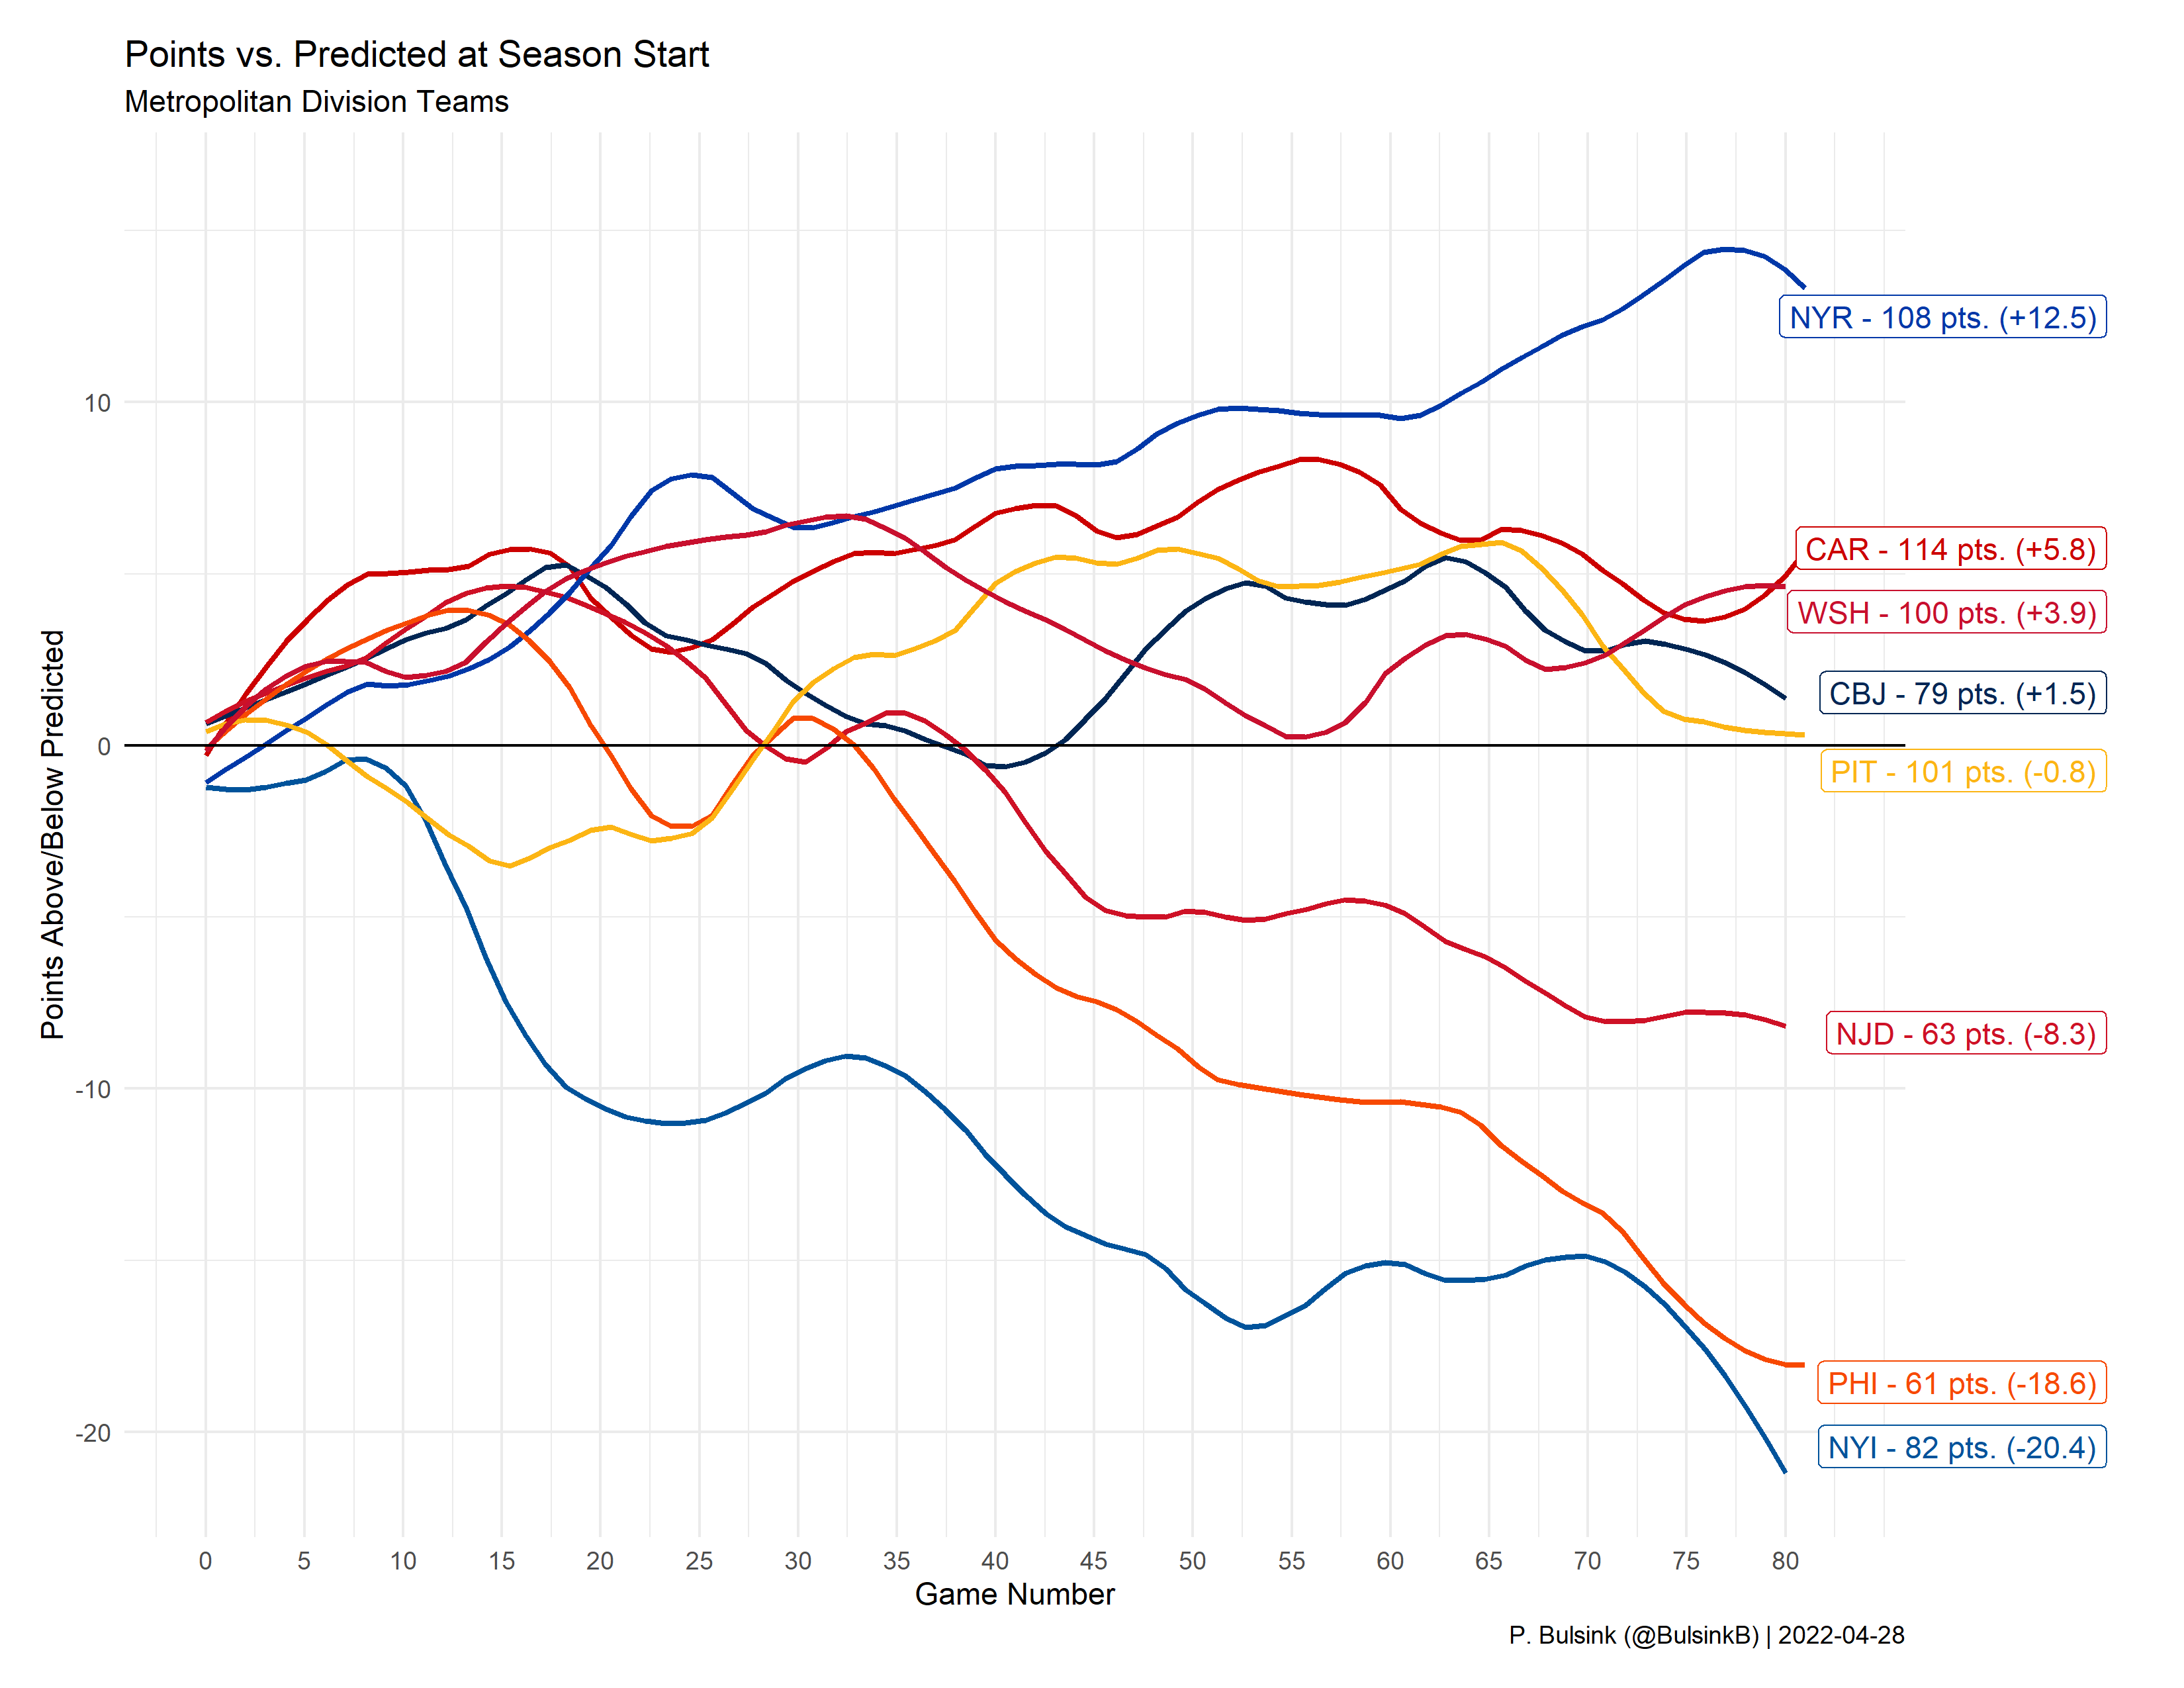 Points vs. Predicted at Season Start
Metropolitan Division Teams
Points Above/Below Predicted
10
0
-10
-20
NYR - 108 pts. (+12.5)
CAR - 114 pts. (+5.8)
WSH - 100 pts. (+3.9)
CBJ - 79 pts. (+1.5)
PIT - 101 pts. (-0.8)
NJD - 63 pts. (-8.3)
PHI - 61 pts. (-18.6)
NYI - 82 pts. (-20.4)
0 5 10 15 20 25 30 35 40 45 50 55 60 65 70 75 80
Game Number
P. Bulsink (@BulsinkB) | 2022-04-28